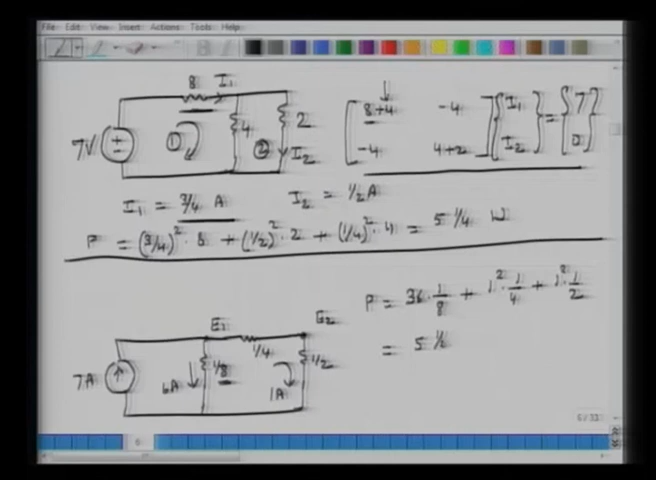 File Edit View Insert Actions Tools Help
8 I₁
7V ± ① 4 ② 2 I₂
[8+4 -4] {I₁} = {7}
[-4 4+2] {I₂} {0}
I₁ = 3/4 A I₂ = 1/2 A
P = (3/4)² · 8 + (1/2)² · 2 + (1/4)² · 4 = 5 1/4 W
P = 36 · 1/8 + 1² · 1/4 + 1² · 1/2
= 5 1/2
E₁ E₂
1/4
7A 6A 1/8 1A 1/2
6